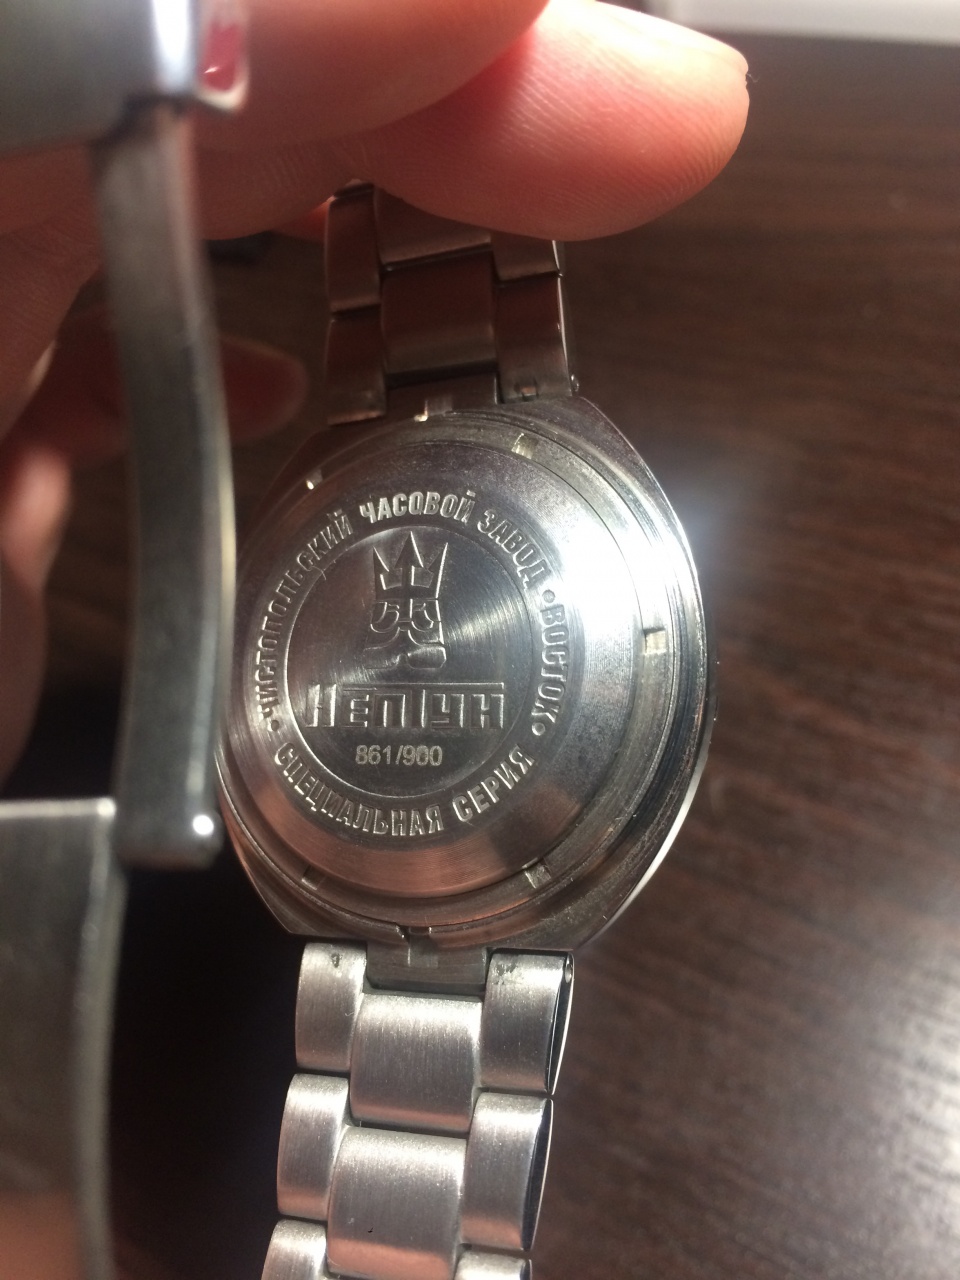 ЧИСТОПОЛЬСКИЙ ЧАСОВОЙ ЗАВОД • ВОСТОК •
НЕПТУН
861/900
СПЕЦИАЛЬНАЯ СЕРИЯ